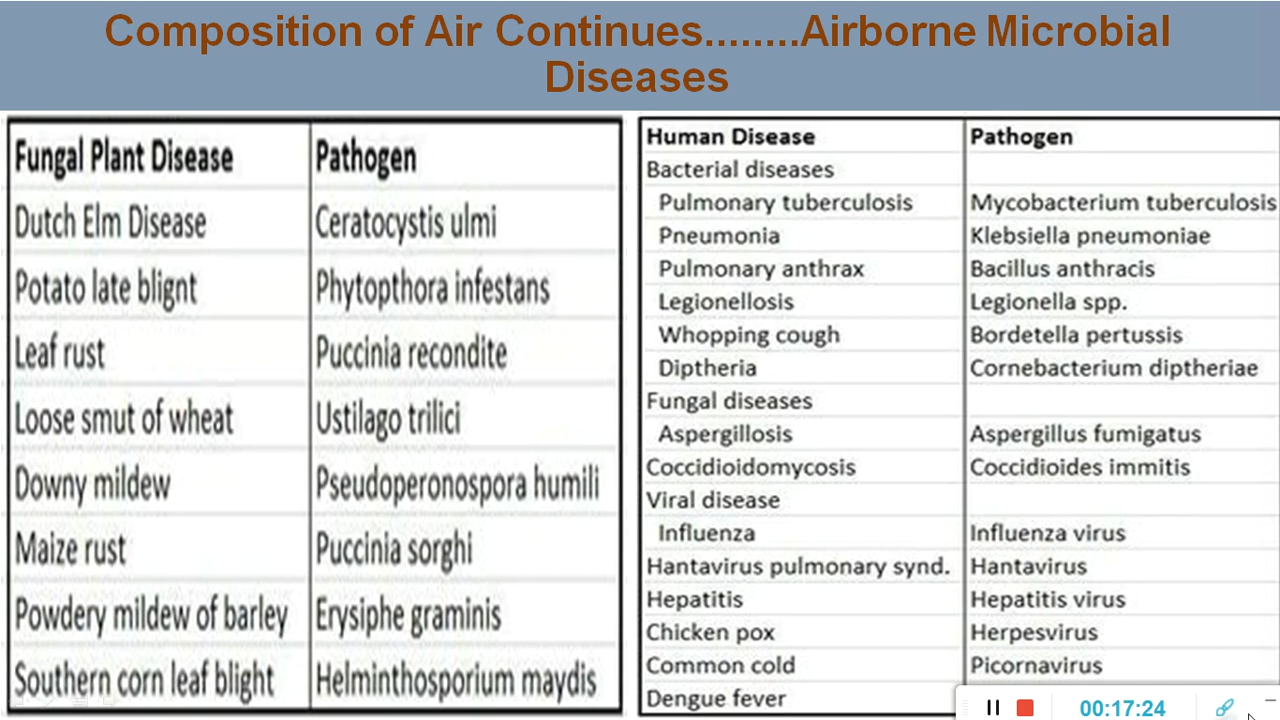 Composition of Air Continues........Airborne Microbial
Diseases
Fungal Plant Disease Pathogen
Dutch Elm Disease Ceratocystis ulmi
Potato late blignt Phytopthora infestans
Leaf rust Puccinia recondite
Loose smut of wheat Ustilago trilici
Downy mildew Pseudoperonospora humili
Maize rust Puccinia sorghi
Powdery mildew of barley Erysiphe graminis
Southern corn leaf blight Helminthosporium maydis
Human Disease Pathogen
Bacterial diseases
Pulmonary tuberculosis Mycobacterium tuberculosis
Pneumonia Klebsiella pneumoniae
Pulmonary anthrax Bacillus anthracis
Legionellosis Legionella spp.
Whopping cough Bordetella pertussis
Diptheria Cornebacterium diptheriae
Fungal diseases
Aspergillosis Aspergillus fumigatus
Coccidioidomycosis Coccidioides immitis
Viral disease
Influenza Influenza virus
Hantavirus pulmonary synd. Hantavirus
Hepatitis Hepatitis virus
Chicken pox Herpesvirus
Common cold Picornavirus
Dengue fever
00:17:24